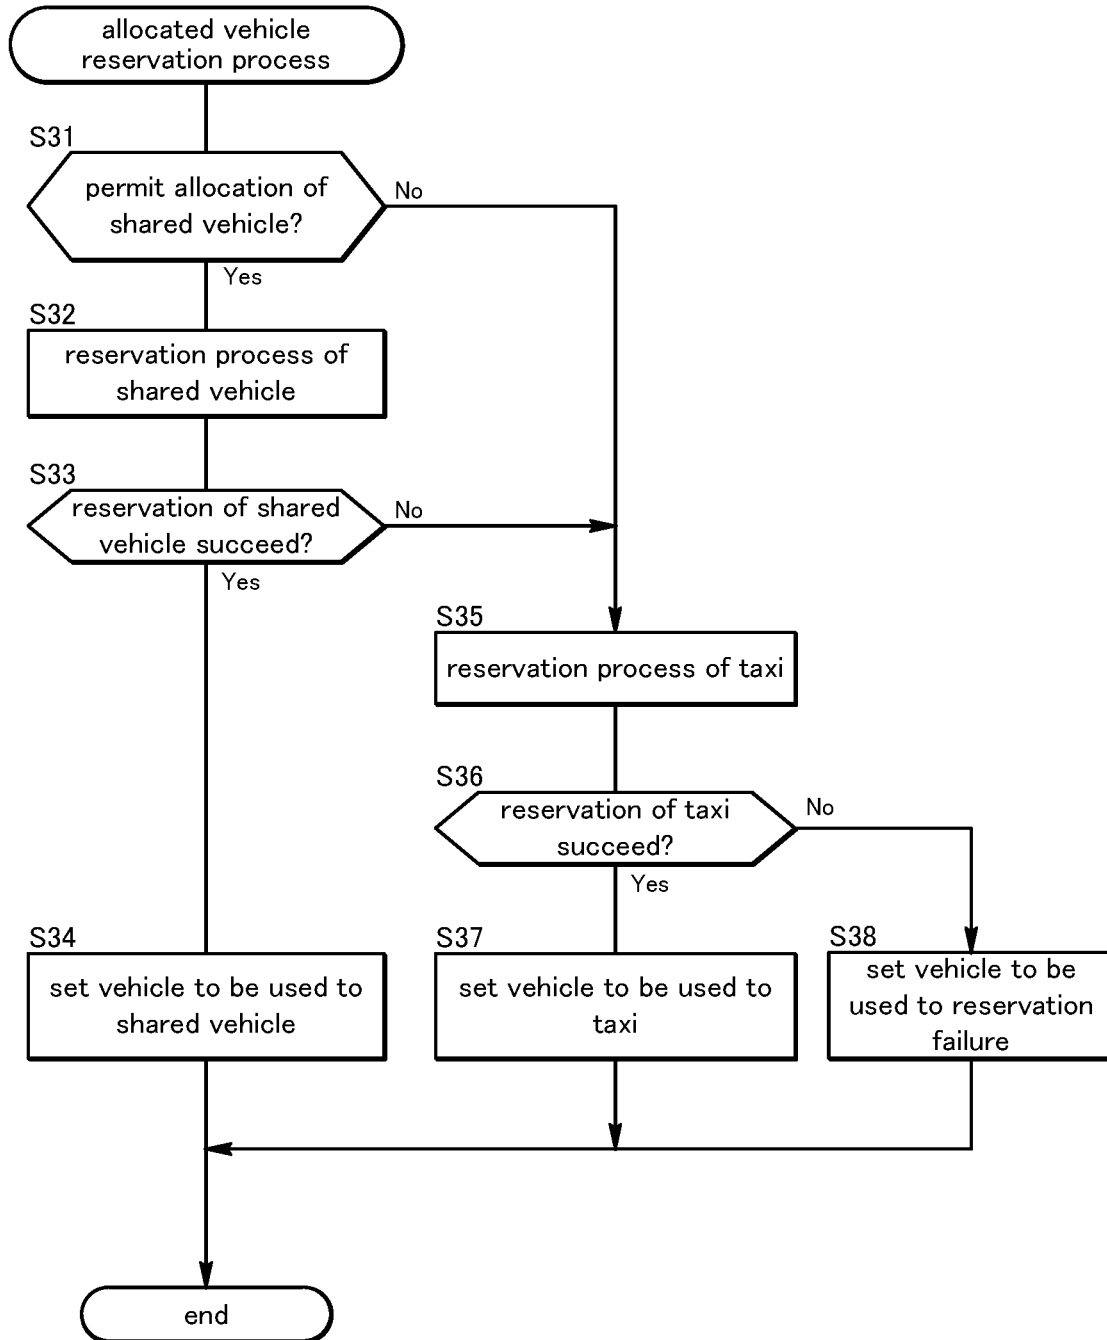 allocated vehicle
reservation process
S31
permit allocation of
shared vehicle?
No
Yes
S32
reservation process of
shared vehicle
S33
reservation of shared
vehicle succeed?
No
Yes
S35
reservation process of taxi
S36
reservation of taxi
succeed?
No
Yes
S34
set vehicle to be used to
shared vehicle
S37
set vehicle to be used to
taxi
S38
set vehicle to be
used to reservation
failure
end